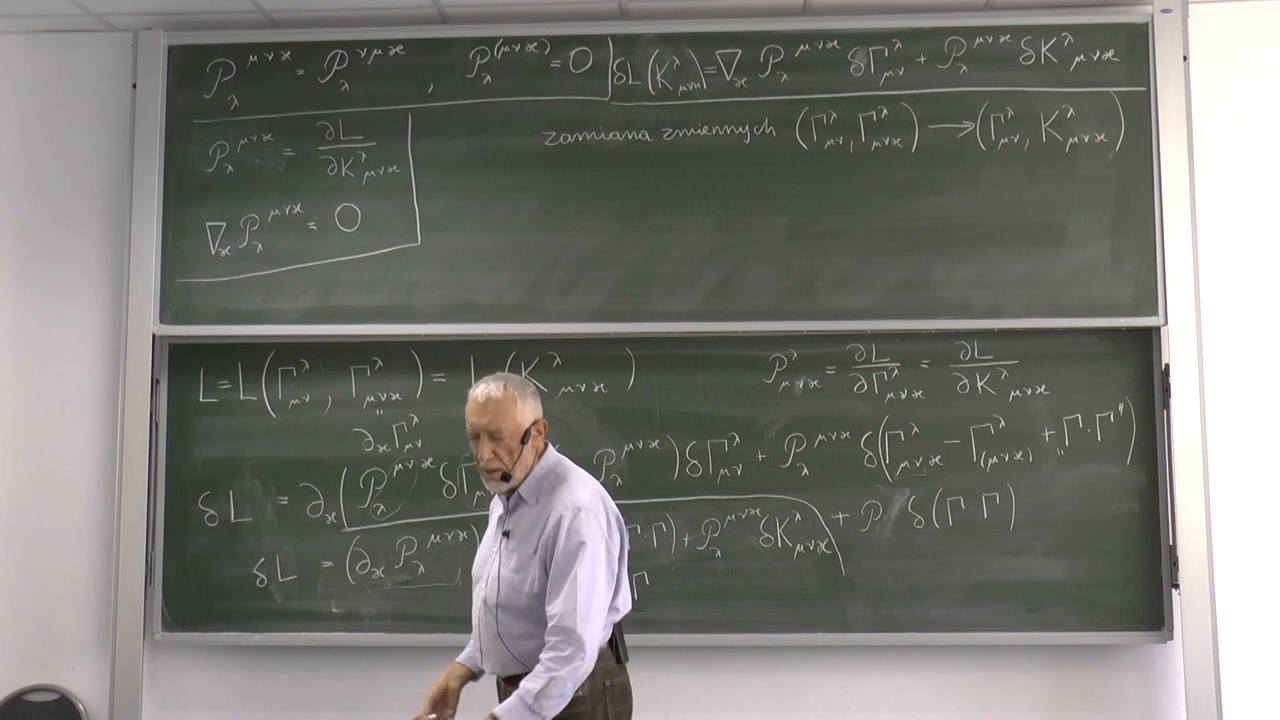 𝒫_λ^{μνϰ} = 𝒫_λ^{νμϰ} , 𝒫_λ^{(μνϰ)} = 0 | δL(K^λ_{μνϰ}) = ∇_ϰ 𝒫_λ^{μνϰ} δΓ^λ_{μν} + 𝒫_λ^{μνϰ} δK^λ_{μνϰ}
𝒫_λ^{μνϰ} = ∂L/∂K^λ_{μνϰ}
zamiana zmiennych (Γ^λ_{μν}, Γ^λ_{μνϰ}) → (Γ^λ_{μν}, K^λ_{μνϰ})
∇_ϰ 𝒫_λ^{μνϰ} = 0
L = L(Γ^λ_{μν}, Γ^λ_{μνϰ}) = (K^λ_{μνϰ}) 𝒫^λ_{μνϰ} = ∂L/∂Γ^λ_{μνϰ} = ∂L/∂K^λ_{μνϰ}
"
∂_ϰ Γ^λ_{μν}
δL = ∂_ϰ(𝒫_λ^{μνϰ} δΓ 𝒫_λ^{μνϰ}) δΓ^λ_{μν} + 𝒫_λ^{μνϰ} δ(Γ^λ_{μνϰ} − Γ^λ_{(μνϰ)} + "Γ·Γ")
δL = (∂_ϰ 𝒫_λ^{μνϰ}) Γ·Γ) + 𝒫_λ^{μνϰ} δK^λ_{μνϰ} + 𝒫 δ(Γ·Γ)
Γ